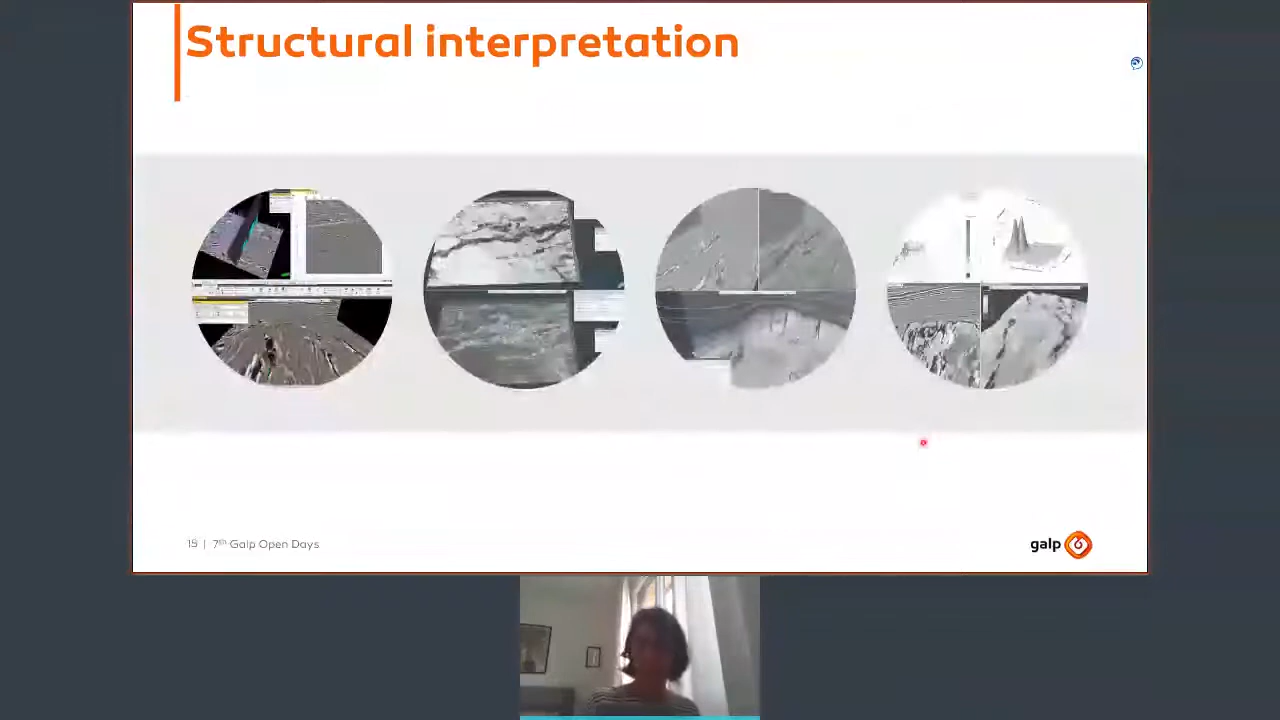 Structural interpretation
15 | 7th Galp Open Days
galp